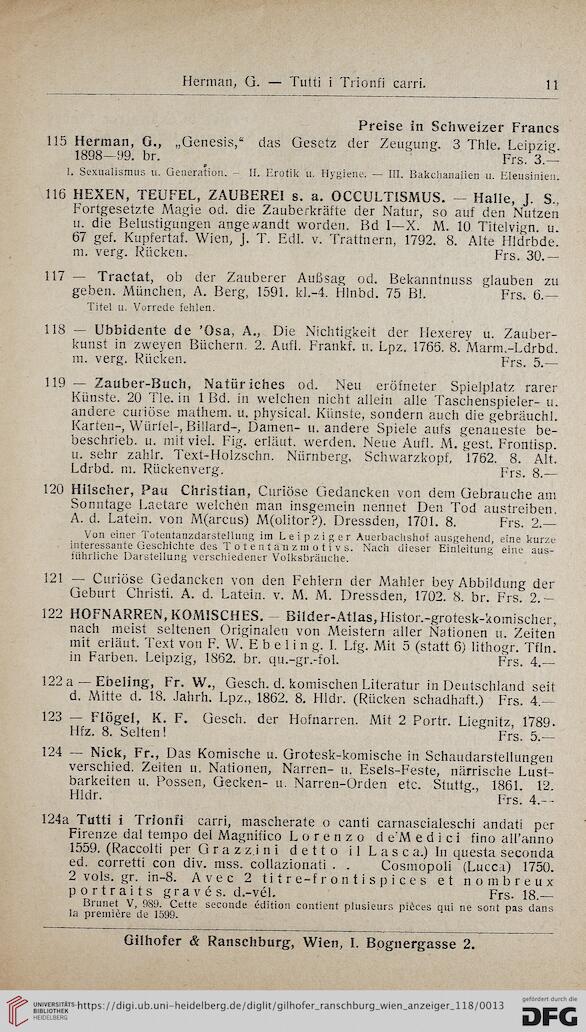 Herman, G. — Tutti i Trionfi carri. 11
Preise in Schweizer Francs
115 Herman, G., „Genesis,“ das Gesetz der Zeugung. 3 Thle. Leipzig.
1898—99. br. Frs. 3.—
I. Sexualismus u. Generation. – II. Erotik u. Hygiene. — III. Bakchanalien u. Eleusinien.
116 HEXEN, TEUFEL, ZAUBEREI s. a. OCCULTISMUS. — Halle, J. S.,
Fortgesetzte Magie od. die Zauberkräfte der Natur, so auf den Nutzen
u. die Belustigungen angewandt worden. Bd I—X. M. 10 Titelvign. u.
67 gef. Kupfertaf. Wien, J. T. Edl. v. Trattnern, 1792. 8. Alte Hldrbde.
m. verg. Rücken. Frs. 30.—
117 — Tractat, ob der Zauberer Außsag od. Bekanntnuss glauben zu
geben. München, A. Berg, 1591. kl.-4. Hlnbd. 75 Bl. Frs. 6.—
Titel u. Vorrede fehlen.
118 — Ubbidente de 'Osa, A., Die Nichtigkeit der Hexerey u. Zauber-
kunst in zweyen Büchern. 2. Aufl. Frankf. u. Lpz. 1766. 8. Marm.-Ldrbd.
m. verg. Rücken. Frs. 5.—
119 — Zauber-Buch, Natür iches od. Neu eröfneter Spielplatz rarer
Künste. 20 Tle. in 1 Bd. in welchen nicht allein alle Taschenspieler- u.
andere curiöse mathem. u. physical. Künste, sondern auch die gebräuchl.
Karten-, Würfel-, Billard-, Damen- u. andere Spiele aufs genaueste be-
beschrieb. u. mit viel. Fig. erläut. werden. Neue Aufl. M. gest. Frontisp.
u. sehr zahlr. Text-Holzschn. Nürnberg, Schwarzkopf, 1762. 8. Alt.
Ldrbd. m. Rückenverg. Frs. 8.—
120 Hilscher, Pau Christian, Curiöse Gedancken von dem Gebrauche am
Sonntage Laetare welchen man insgemein nennet Den Tod austreiben.
A. d. Latein. von M(arcus) M(olitor?). Dresden, 1701. 8. Frs. 2.—
Von einer Totentanzdarstellung im Leipziger Auerbachshof ausgehend, eine kurze
interessante Geschichte des Totentanzmotivs. Nach dieser Einleitung eine aus-
führliche Darstellung verschiedener Volksbräuche.
121 — Curiöse Gedancken von den Fehlern der Mahler bey Abbildung der
Geburt Christi. A. d. Latein. v. M. M. Dresden, 1702. 8. br. Frs. 2.—
122 HOFNARREN, KOMISCHES. — Bilder-Atlas, Histor.-grotesk-komischer,
nach meist seltenen Originalen von Meistern aller Nationen u. Zeiten
mit erläut. Text von F. W. Ebeling. I. Lfg. Mit 5 (statt 6) lithogr. Tfln.
in Farben. Leipzig, 1862. br. qu.-gr.-fol. Frs. 4.—
122a — Ebeling, Fr. W., Gesch. d. komischen Literatur in Deutschland seit
d. Mitte d. 18. Jahrh. Lpz., 1862. 8. Hldr. (Rücken schadhaft.) Frs. 4.—
123 — Flögel, K. F. Gesch. der Hofnarren. Mit 2 Portr. Liegnitz, 1789.
Hfz. 8. Selten! Frs. 5.—
124 — Nick, Fr., Das Komische u. Grotesk-komische in Schaudarstellungen
verschied. Zeiten u. Nationen, Narren- u. Esels-Feste, närrische Lust-
barkeiten u. Possen, Gecken- u. Narren-Orden etc. Stuttg., 1861. 12.
Hldr. Frs. 4.—
124a Tutti i Trionfi carri, mascherate o canti carnascialeschi andati per
Firenze dal tempo del Magnifico Lorenzo de'Medici fino all'anno
1559. (Raccolti per Grazzini detto il Lasca.) In questa seconda
ed. corretti con div. mss. collazionati . . Cosmopoli (Lucca) 1750.
2 vols. gr. in-8. Avec 2 titre-frontispices et nombreux
portraits gravés. d.-vél. Frs. 18.—
Brunet V, 989. Cette seconde édition contient plusieurs pièces qui ne sont pas dans
la première de 1599.
Gilhofer & Ranschburg, Wien, I. Bognergasse 2.
UNIVERSITÄTS-
BIBLIOTHEK
HEIDELBERG
https://digi.ub.uni-heidelberg.de/diglit/gilhofer_ranschburg_wien_anzeiger_118/0013
gefördert durch die
DFG